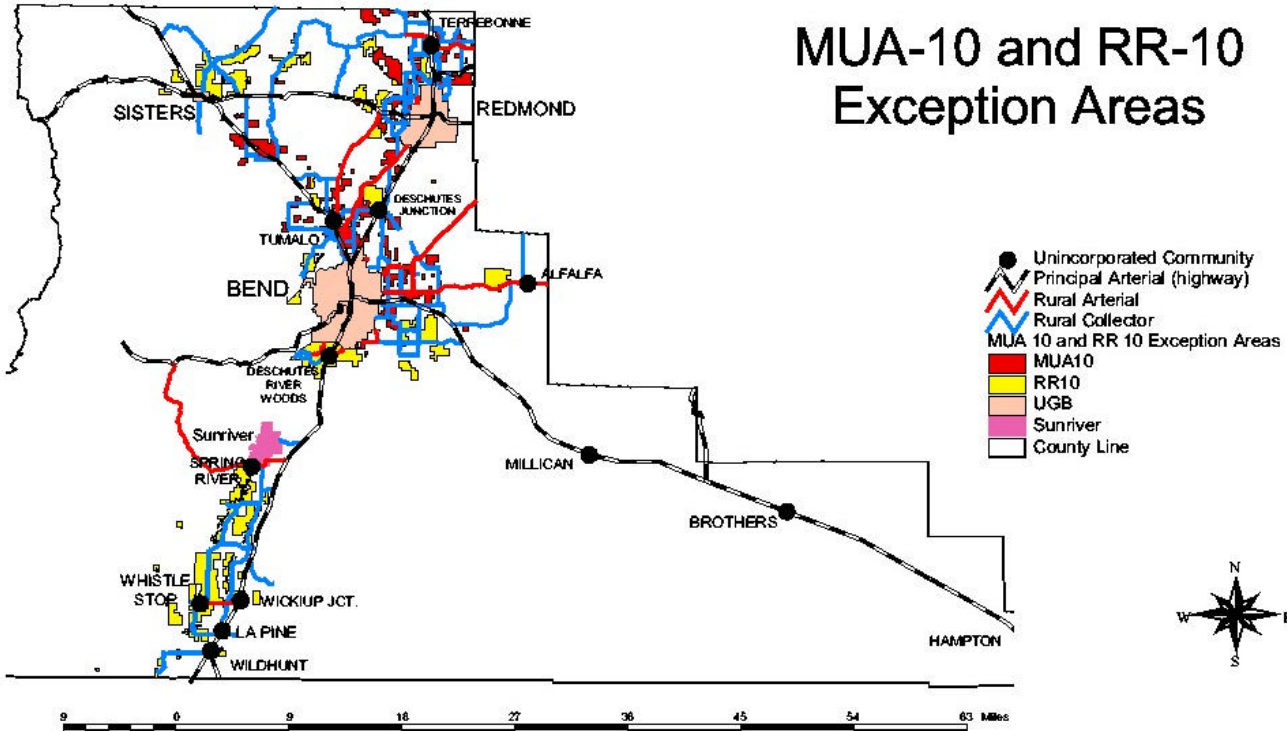 MUA-10 and RR-10
Exception Areas
TERREBONNE
SISTERS
REDMOND
DESCHUTES
JUNCTION
TUMALO
BEND
ALFALFA
DESCHUTES
RIVER
WOODS
Sunriver
SPRING
RIVER
MILLICAN
BROTHERS
WHISTLE
STOP
WICKIUP JCT.
LA PINE
WILDHUNT
HAMPTON
Unincorporated Community
Principal Arterial (highway)
Rural Arterial
Rural Collector
MUA 10 and RR 10 Exception Areas
MUA10
RR10
UGB
Sunriver
County Line
N
W
E
S
9 0 9 18 27 36 45 54 63 Miles